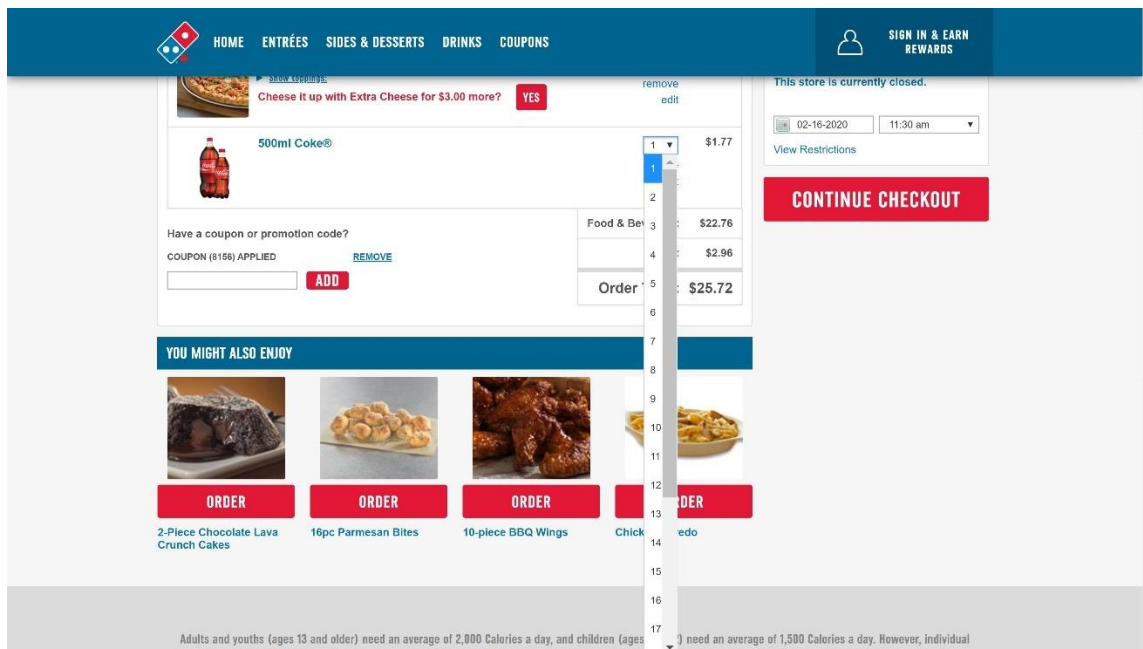 HOME ENTRÉES SIDES & DESSERTS DRINKS COUPONS
SIGN IN & EARN
REWARDS
Show toppings:
Cheese it up with Extra Cheese for $3.00 more? YES
remove
edit
This store is currently closed.
02-16-2020 11:30 am
View Restrictions
CONTINUE CHECKOUT
500ml Coke®
1 $1.77
Have a coupon or promotion code?
COUPON (8156) APPLIED REMOVE
ADD
Food & Bev : $22.76
: $2.96
Order : $25.72
1
2
3
4
5
6
7
8
9
10
11
12
13
14
15
16
17
YOU MIGHT ALSO ENJOY
ORDER ORDER ORDER
2-Piece Chocolate Lava
Crunch Cakes
16pc Parmesan Bites
10-piece BBQ Wings
Adults and youths (ages 13 and older) need an average of 2,000 Calories a day, and children (ages ) need an average of 1,500 Calories a day. However, individual